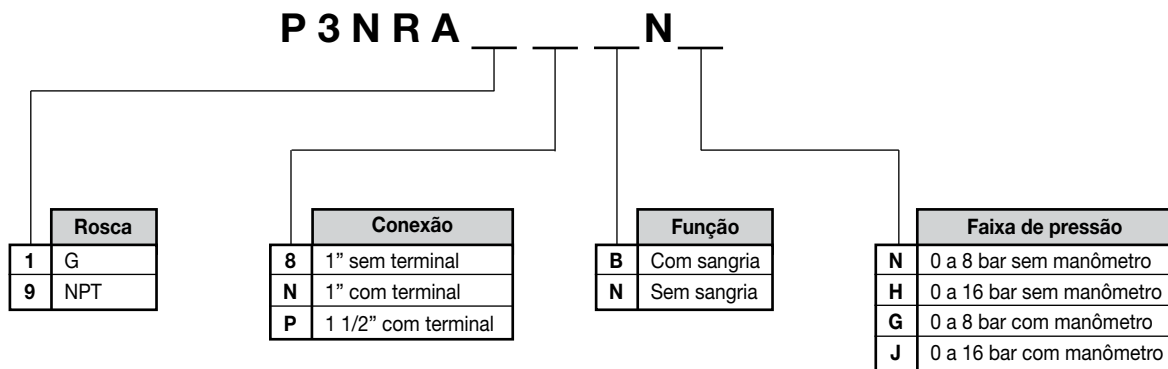 P 3 N R A __ __ __ N __
Rosca
1 G
9 NPT
Conexão
8 1” sem terminal
N 1” com terminal
P 1 1/2” com terminal
Função
B Com sangria
N Sem sangria
Faixa de pressão
N 0 a 8 bar sem manômetro
H 0 a 16 bar sem manômetro
G 0 a 8 bar com manômetro
J 0 a 16 bar com manômetro